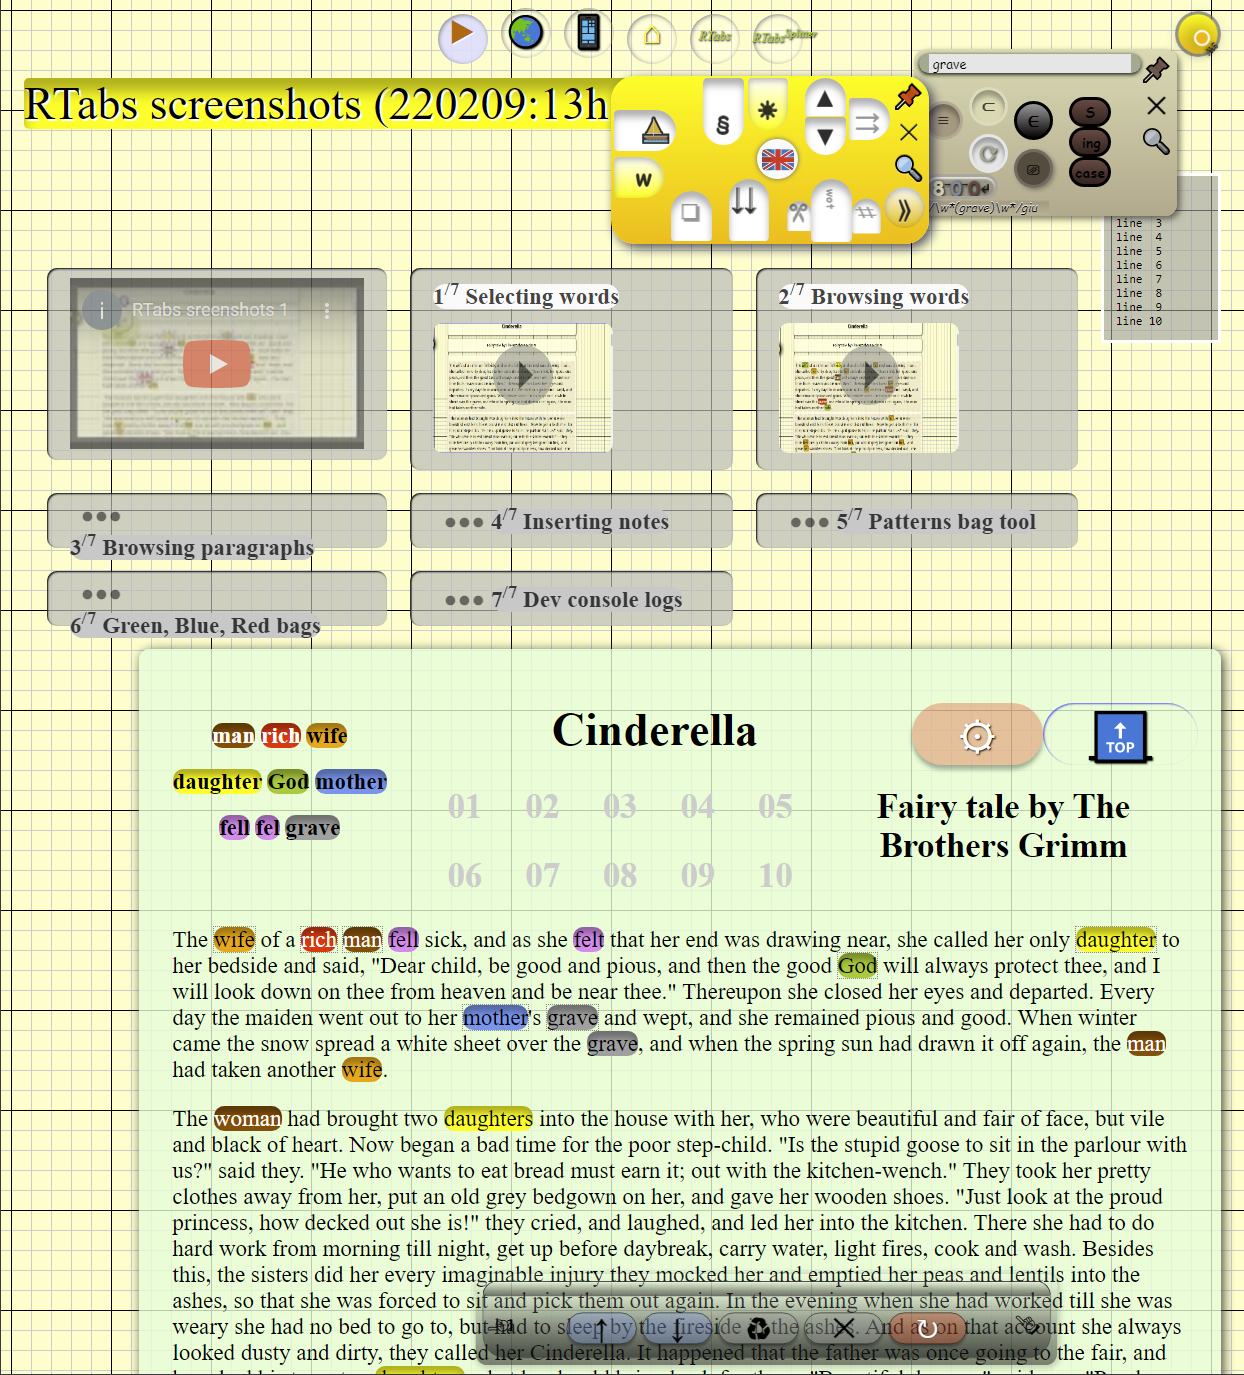 RTabs
RTabs Spinner
grave
RTabs screenshots (220209:13h
§
w
wot
S
ing
case
800
/\w*(grave)\w*/giu
line 3
line 4
line 5
line 6
line 7
line 8
line 9
line 10
RTabs sreenshots 1
1/7 Selecting words
2/7 Browsing words
Cinderella
Cinderella
3/7 Browsing paragraphs
4/7 Inserting notes
5/7 Patterns bag tool
6/7 Green, Blue, Red bags
7/7 Dev console logs
man rich wife
daughter God mother
fell fel grave
Cinderella
TOP
01 02 03 04 05
06 07 08 09 10
Fairy tale by The
Brothers Grimm
The wife of a rich man fell sick, and as she felt that her end was drawing near, she called her only daughter to
her bedside and said, "Dear child, be good and pious, and then the good God will always protect thee, and I
will look down on thee from heaven and be near thee." Thereupon she closed her eyes and departed. Every
day the maiden went out to her mother's grave and wept, and she remained pious and good. When winter
came the snow spread a white sheet over the grave, and when the spring sun had drawn it off again, the man
had taken another wife.
The woman had brought two daughters into the house with her, who were beautiful and fair of face, but vile
and black of heart. Now began a bad time for the poor step-child. "Is the stupid goose to sit in the parlour with
us?" said they. "He who wants to eat bread must earn it; out with the kitchen-wench." They took her pretty
clothes away from her, put an old grey bedgown on her, and gave her wooden shoes. "Just look at the proud
princess, how decked out she is!" they cried, and laughed, and led her into the kitchen. There she had to do
hard work from morning till night, get up before daybreak, carry water, light fires, cook and wash. Besides
this, the sisters did her every imaginable injury they mocked her and emptied her peas and lentils into the
ashes, so that she was forced to sit and pick them out again. In the evening when she had worked till she was
weary she had no bed to go to, but had to sleep by the fireside in the ashes. And as on that account she always
looked dusty and dirty, they called her Cinderella. It happened that the father was once going to the fair, and